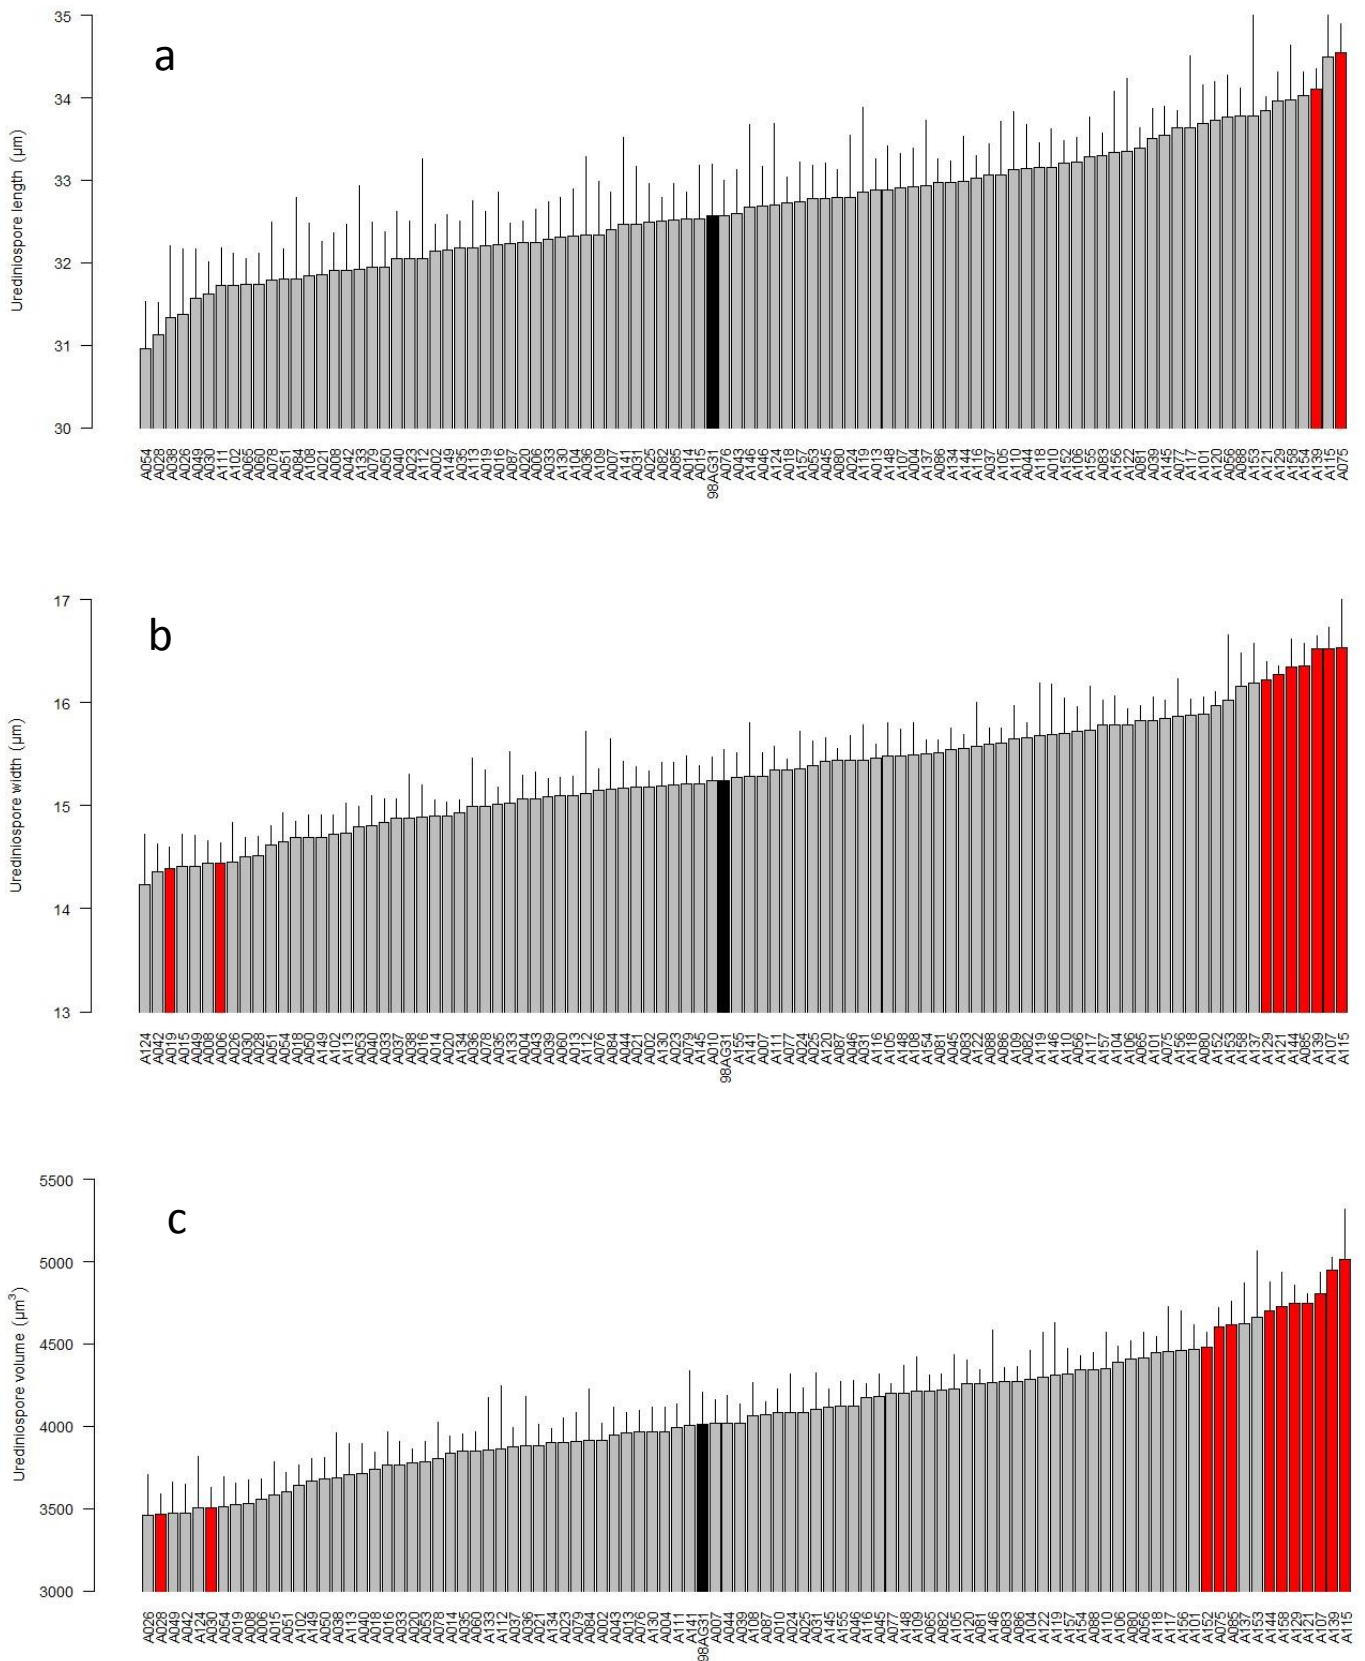 a
Urediniospore length (µm)
35
34
33
32
31
30
A054 A028 A038 A026 A049 A030 A111 A102 A065 A060 A078 A051 A084 A108 A021 A008 A042 A133 A079 A050 A040 A023 A112 A002 A149 A035 A113 A019 A016 A087 A020 A006 A033 A130 A104 A036 A109 A007 A141 A031 A025 A082 A085 A014 A015 98AG31 A076 A043 A146 A046 A124 A018 A157 A053 A045 A080 A024 A119 A013 A148 A107 A004 A137 A086 A134 A144 A116 A037 A105 A110 A044 A118 A010 A152 A106 A155 A083 A156 A122 A081 A039 A145 A077 A117 A101 A120 A056 A088 A153 A121 A129 A158 A154 A139 A115 A075
b
Urediniospore width (µm)
17
16
15
14
13
A124 A042 A019 A015 A049 A008 A006 A026 A030 A028 A051 A054 A018 A050 A149 A102 A113 A053 A040 A033 A037 A038 A016 A014 A020 A134 A036 A078 A035 A133 A004 A043 A039 A060 A013 A112 A076 A084 A044 A021 A002 A130 A023 A079 A145 A010 98AG31 A155 A141 A007 A111 A077 A024 A025 A120 A087 A046 A031 A116 A105 A148 A108 A154 A081 A045 A083 A122 A088 A086 A109 A082 A119 A146 A110 A056 A117 A157 A104 A106 A065 A101 A075 A156 A118 A080 A152 A153 A158 A137 A129 A121 A144 A085 A139 A107 A115
c
Urediniospore volume (µm³)
5500
5000
4500
4000
3500
3000
A026 A028 A049 A042 A124 A030 A054 A019 A008 A006 A015 A051 A102 A149 A050 A038 A113 A040 A018 A016 A033 A020 A053 A078 A014 A035 A060 A133 A112 A037 A036 A021 A134 A023 A079 A084 A002 A043 A013 A076 A130 A004 A111 A141 98AG31 A007 A044 A039 A108 A087 A010 A024 A025 A031 A145 A155 A046 A116 A045 A077 A148 A109 A065 A082 A105 A120 A081 A146 A083 A086 A104 A122 A119 A157 A154 A088 A110 A106 A080 A056 A118 A117 A156 A101 A152 A075 A085 A137 A153 A144 A158 A129 A121 A107 A139 A115